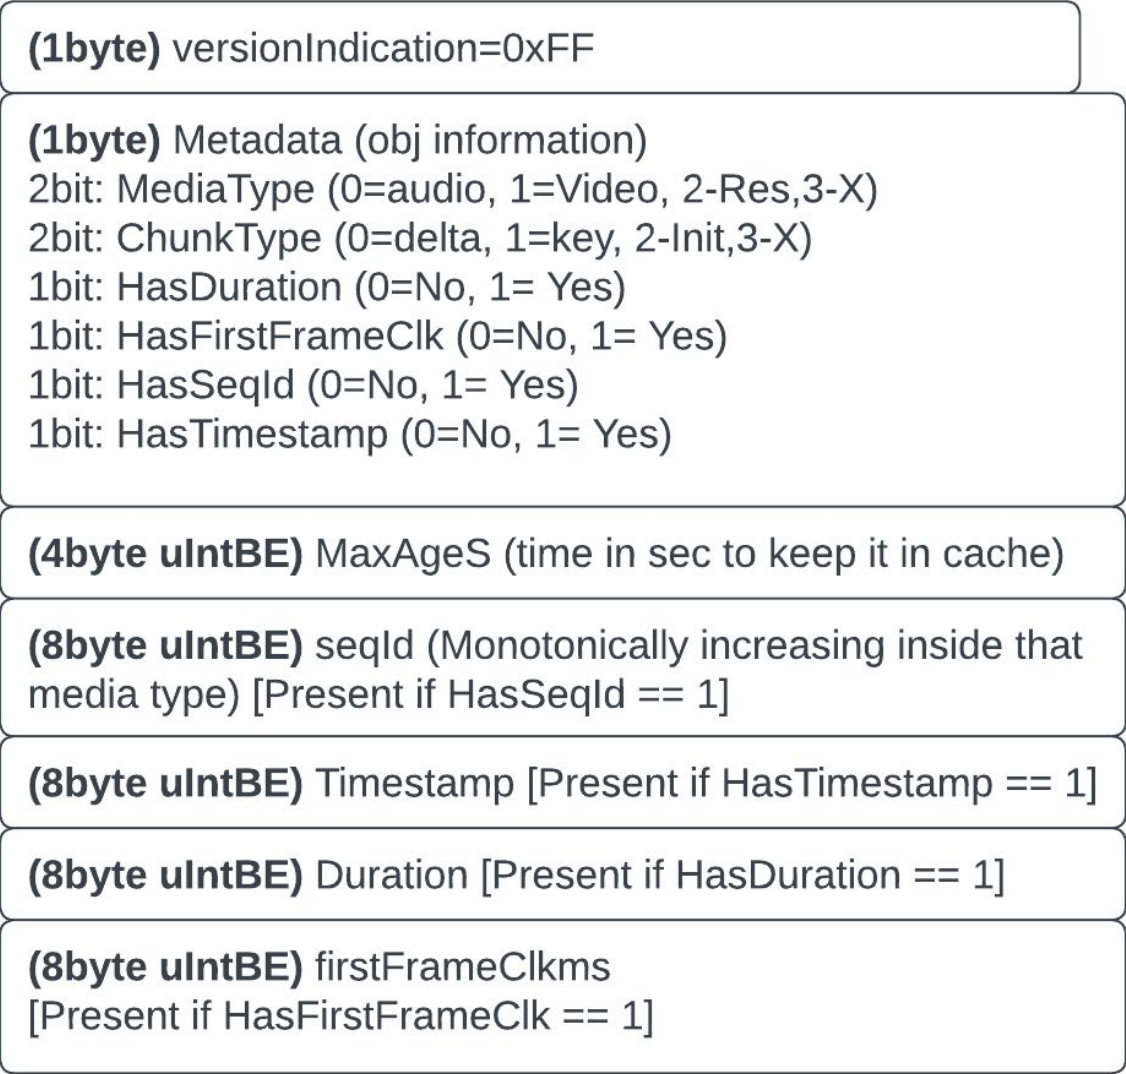 (1byte) versionIndication=0xFF
(1byte) Metadata (obj information)
2bit: MediaType (0=audio, 1=Video, 2-Res,3-X)
2bit: ChunkType (0=delta, 1=key, 2-Init,3-X)
1bit: HasDuration (0=No, 1= Yes)
1bit: HasFirstFrameClk (0=No, 1= Yes)
1bit: HasSeqId (0=No, 1= Yes)
1bit: HasTimestamp (0=No, 1= Yes)
(4byte uIntBE) MaxAgeS (time in sec to keep it in cache)
(8byte uIntBE) seqId (Monotonically increasing inside that
media type) [Present if HasSeqId == 1]
(8byte uIntBE) Timestamp [Present if HasTimestamp == 1]
(8byte uIntBE) Duration [Present if HasDuration == 1]
(8byte uIntBE) firstFrameClkms
[Present if HasFirstFrameClk == 1]